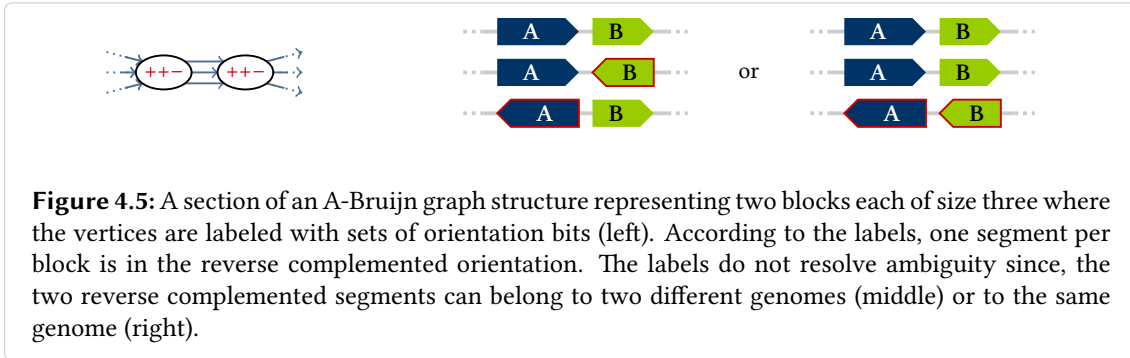 A B A B
++− ++− A B or A B
A B A B
Figure 4.5: A section of an A-Bruijn graph structure representing two blocks each of size three where
the vertices are labeled with sets of orientation bits (left). According to the labels, one segment per
block is in the reverse complemented orientation. The labels do not resolve ambiguity since, the
two reverse complemented segments can belong to two different genomes (middle) or to the same
genome (right).